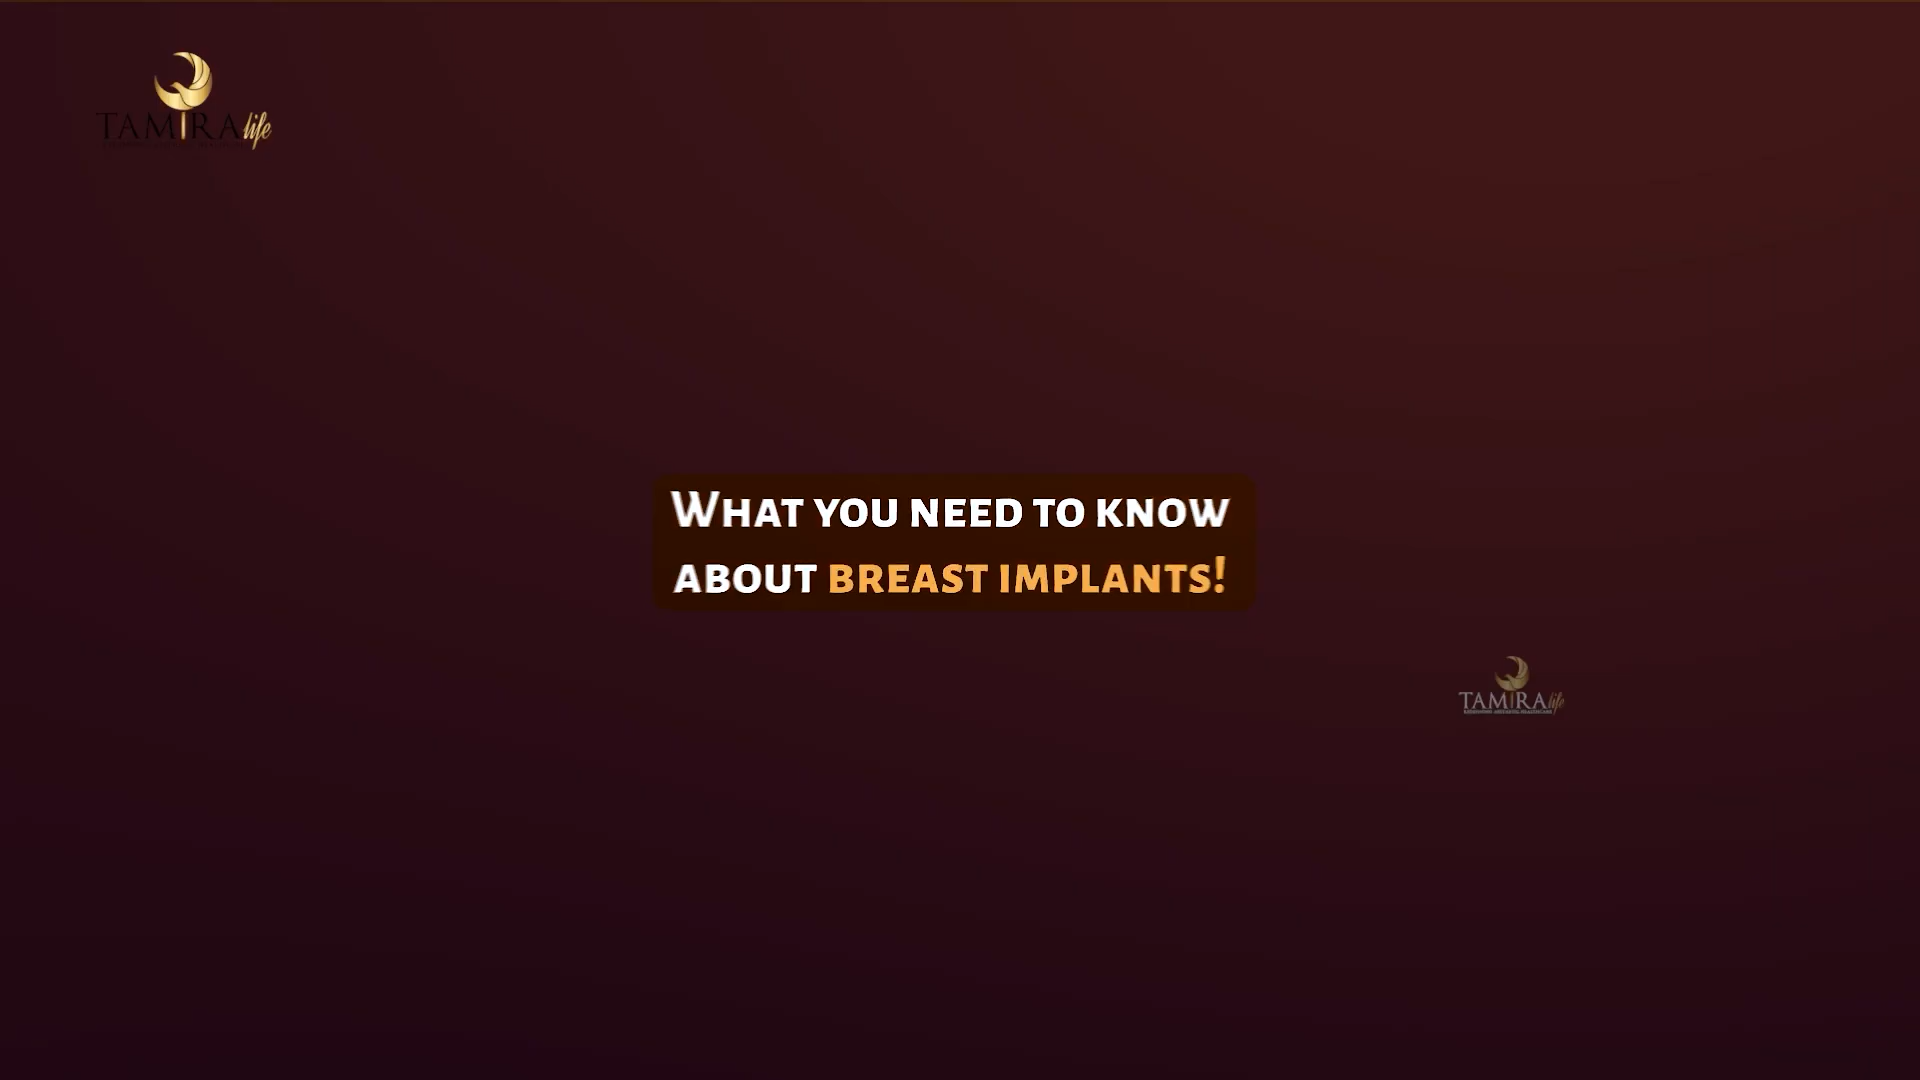 TAMIRA life
WHAT YOU NEED TO KNOW
ABOUT BREAST IMPLANTS!
TAMIRA life